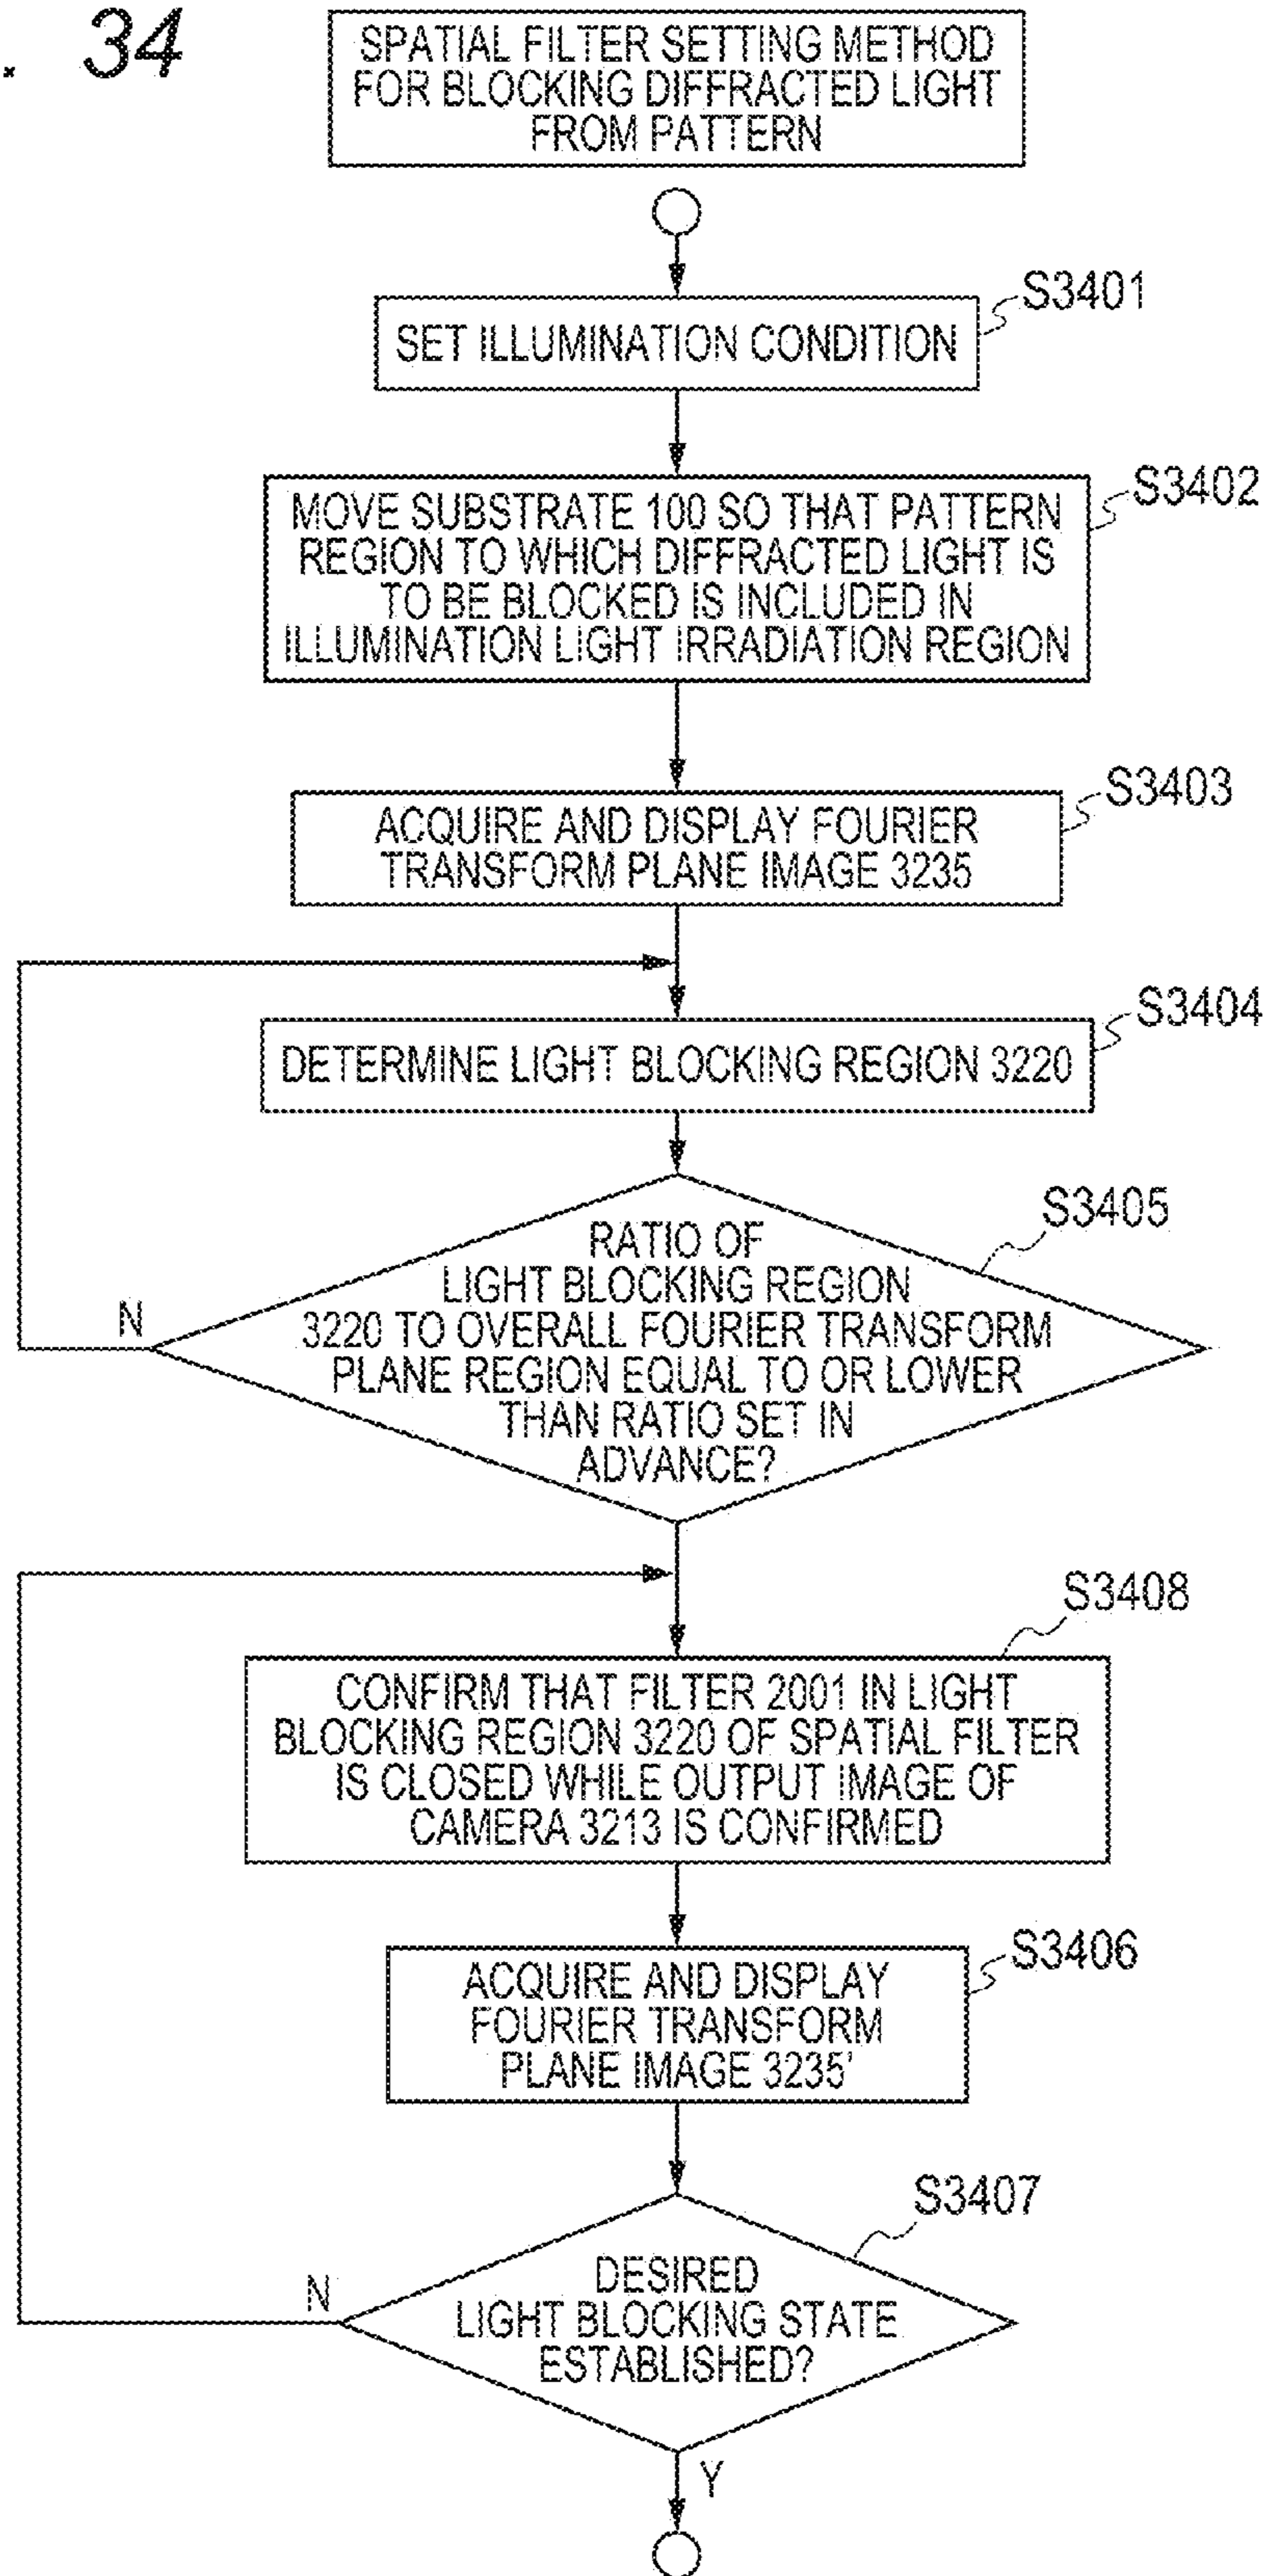 . 34
SPATIAL FILTER SETTING METHOD
FOR BLOCKING DIFFRACTED LIGHT
FROM PATTERN
S3401
SET ILLUMINATION CONDITION
S3402
MOVE SUBSTRATE 100 SO THAT PATTERN
REGION TO WHICH DIFFRACTED LIGHT IS
TO BE BLOCKED IS INCLUDED IN
ILLUMINATION LIGHT IRRADIATION REGION
S3403
ACQUIRE AND DISPLAY FOURIER
TRANSFORM PLANE IMAGE 3235
S3404
DETERMINE LIGHT BLOCKING REGION 3220
S3405
RATIO OF
LIGHT BLOCKING REGION
3220 TO OVERALL FOURIER TRANSFORM
PLANE REGION EQUAL TO OR LOWER
THAN RATIO SET IN
ADVANCE?
N
S3408
CONFIRM THAT FILTER 2001 IN LIGHT
BLOCKING REGION 3220 OF SPATIAL FILTER
IS CLOSED WHILE OUTPUT IMAGE OF
CAMERA 3213 IS CONFIRMED
S3406
ACQUIRE AND DISPLAY
FOURIER TRANSFORM
PLANE IMAGE 3235'
S3407
DESIRED
LIGHT BLOCKING STATE
ESTABLISHED?
N
Y